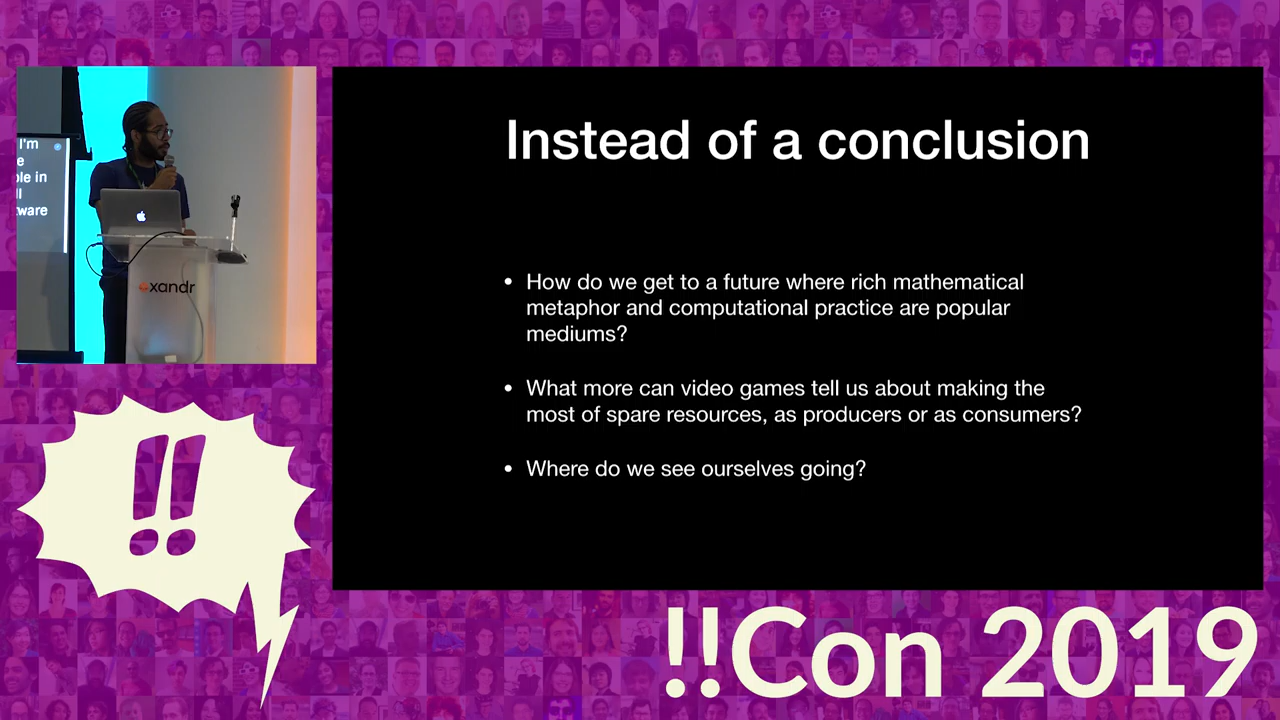 I'm
in
xandr
Instead of a conclusion
• How do we get to a future where rich mathematical
metaphor and computational practice are popular
mediums?
• What more can video games tell us about making the
most of spare resources, as producers or as consumers?
• Where do we see ourselves going?
!!
!!Con 2019